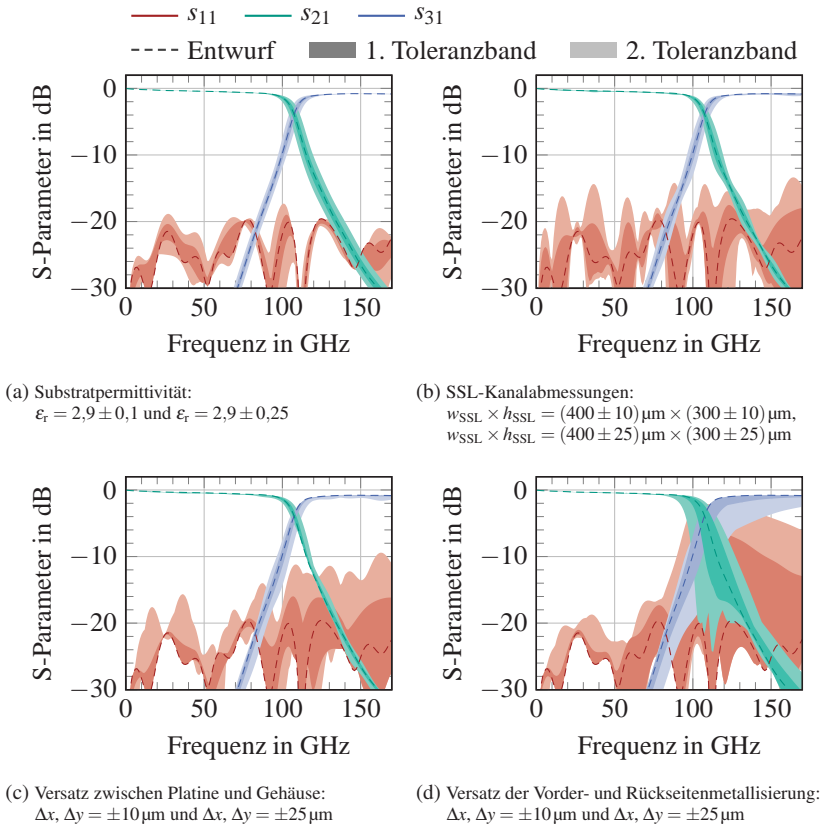 s11 s21 s31
Entwurf 1. Toleranzband 2. Toleranzband
S-Parameter in dB
0
−10
−20
−30
0 50 100 150
Frequenz in GHz
(a) Substratpermittivität:
εr = 2,9 ± 0,1 und εr = 2,9 ± 0,25
S-Parameter in dB
0
−10
−20
−30
0 50 100 150
Frequenz in GHz
(b) SSL-Kanalabmessungen:
wSSL × hSSL = (400 ± 10) µm × (300 ± 10) µm,
wSSL × hSSL = (400 ± 25) µm × (300 ± 25) µm
S-Parameter in dB
0
−10
−20
−30
0 50 100 150
Frequenz in GHz
(c) Versatz zwischen Platine und Gehäuse:
Δx, Δy = ±10 µm und Δx, Δy = ±25 µm
S-Parameter in dB
0
−10
−20
−30
0 50 100 150
Frequenz in GHz
(d) Versatz der Vorder- und Rückseitenmetallisierung:
Δx, Δy = ±10 µm und Δx, Δy = ±25 µm